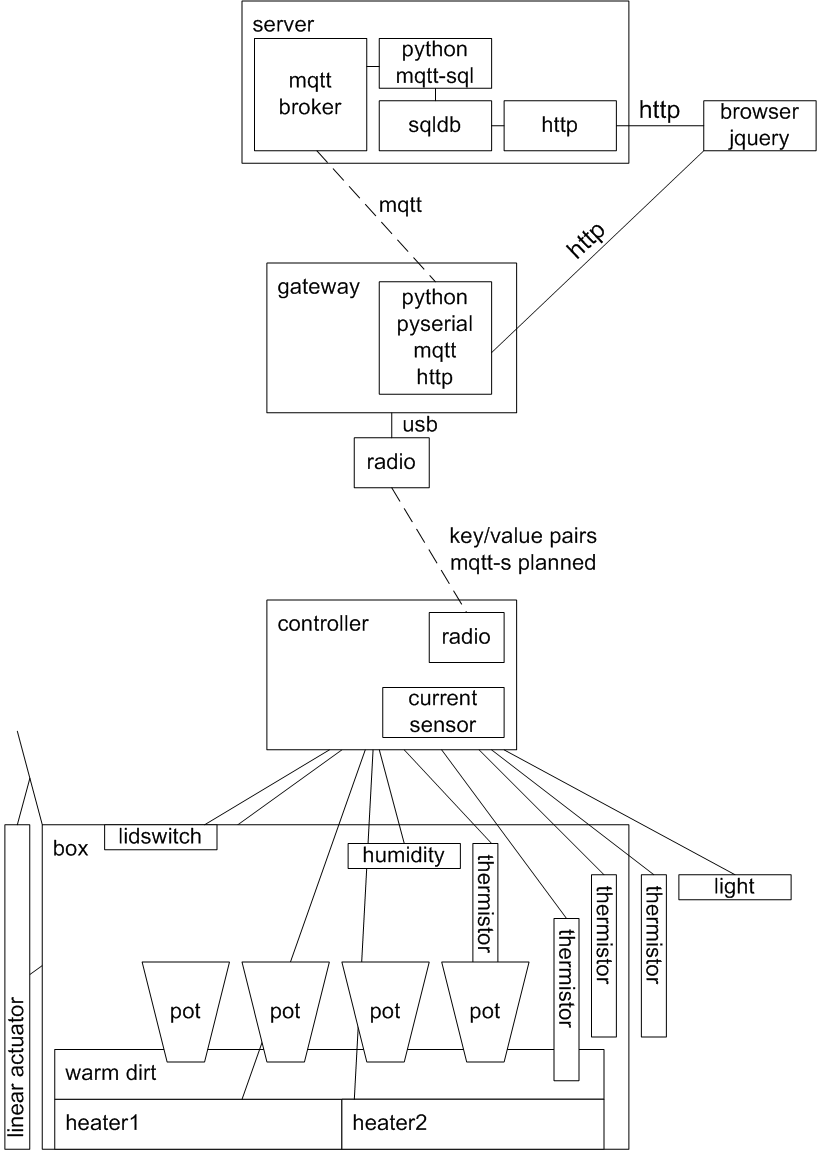 server
python
mqtt-sql
mqtt
broker
sqldb
http
http
browser
jquery
mqtt
http
gateway
python
pyserial
mqtt
http
usb
radio
key/value pairs
mqtt-s planned
controller
radio
current
sensor
lidswitch
box
humidity
thermistor
thermistor
thermistor
thermistor
light
linear actuator
pot
pot
pot
pot
warm dirt
heater1
heater2